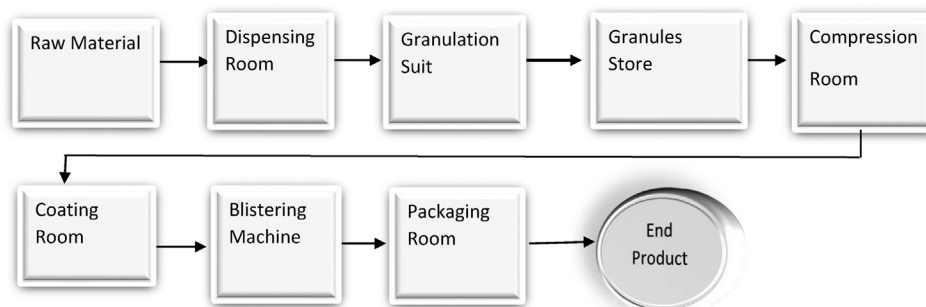 Raw Material
Dispensing
Room
Granulation
Suit
Granules
Store
Compression
Room
Coating
Room
Blistering
Machine
Packaging
Room
End
Product